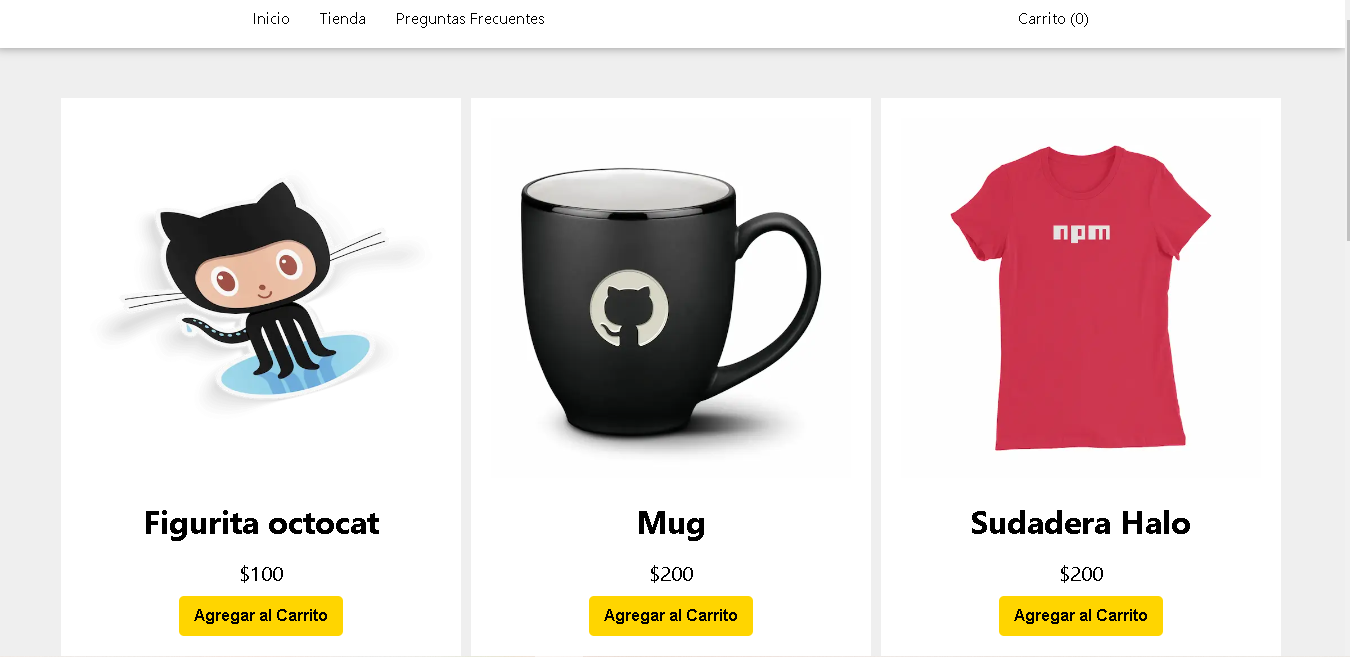 Inicio Tienda Preguntas Frecuentes Carrito (0)
npm
Figurita octocat
$100
Agregar al Carrito
Mug
$200
Agregar al Carrito
Sudadera Halo
$200
Agregar al Carrito